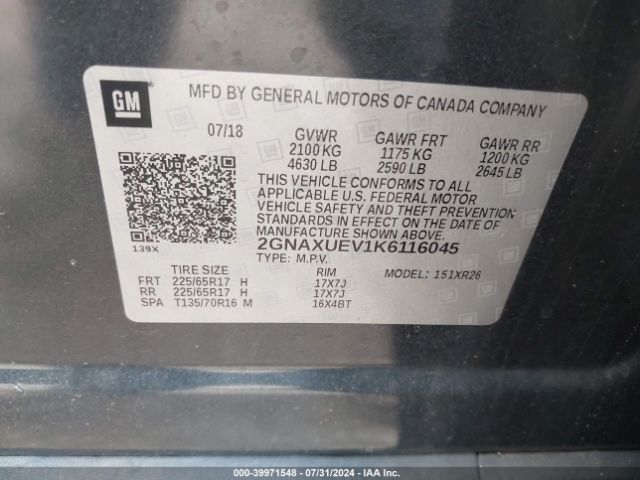 GM
MFD BY GENERAL MOTORS OF CANADA COMPANY
07/18 GVWR GAWR FRT GAWR RR
2100 KG 1175 KG 1200 KG
4630 LB 2590 LB 2645 LB
THIS VEHICLE CONFORMS TO ALL
APPLICABLE U.S. FEDERAL MOTOR
VEHICLE SAFETY AND THEFT PREVENTION
STANDARDS IN EFFECT ON THE DATE OF
MANUFACTURE SHOWN ABOVE.
139X 2GNAXUEV1K6116045
TYPE: M.P.V. MODEL: 151XR26
TIRE SIZE RIM
FRT 225/65R17 H 17X7J
RR 225/65R17 H 17X7J
SPA T135/70R16 M 16X4BT
000-39971548 | 07/31/2024 | IAA Inc.